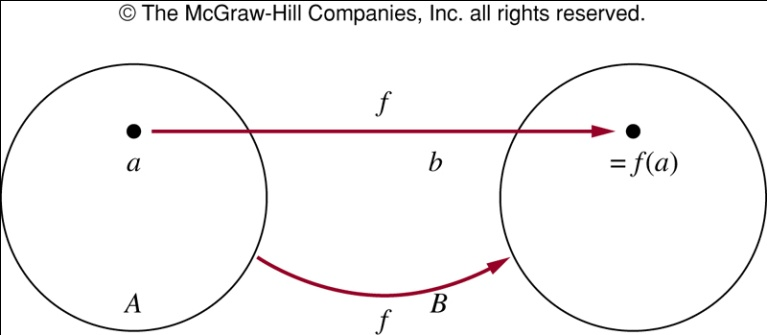 © The McGraw-Hill Companies, Inc. all rights reserved.
f
a b = f(a)
A B
f